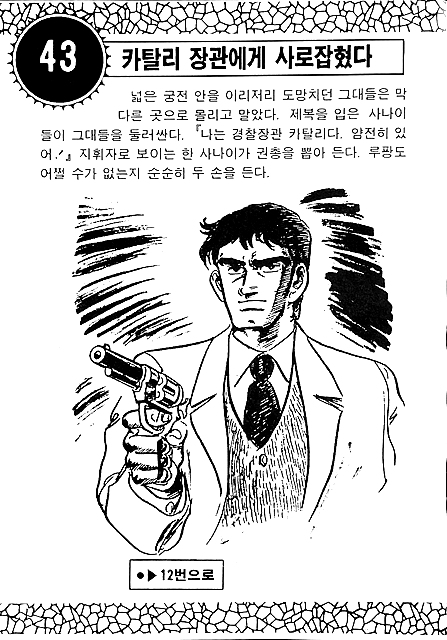 43
카탈리 장관에게 사로잡혔다
넓은 궁전 안을 이리저리 도망치던 그대들은 막
다른 곳으로 몰리고 말았다. 제복을 입은 사나이
들이 그대들을 둘러싼다. 『나는 경찰장관 카탈리다. 얌전히 있
어!』 지휘자로 보이는 한 사나이가 권총을 뽑아 든다. 루팡도
어쩔 수가 없는지 순순히 두 손을 든다.
●▶12번으로